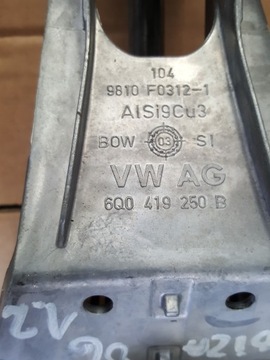 104
9810 F0312-1
AlSi9Cu3
BOW 03 SI
VW AG
6Q0 419 250 B